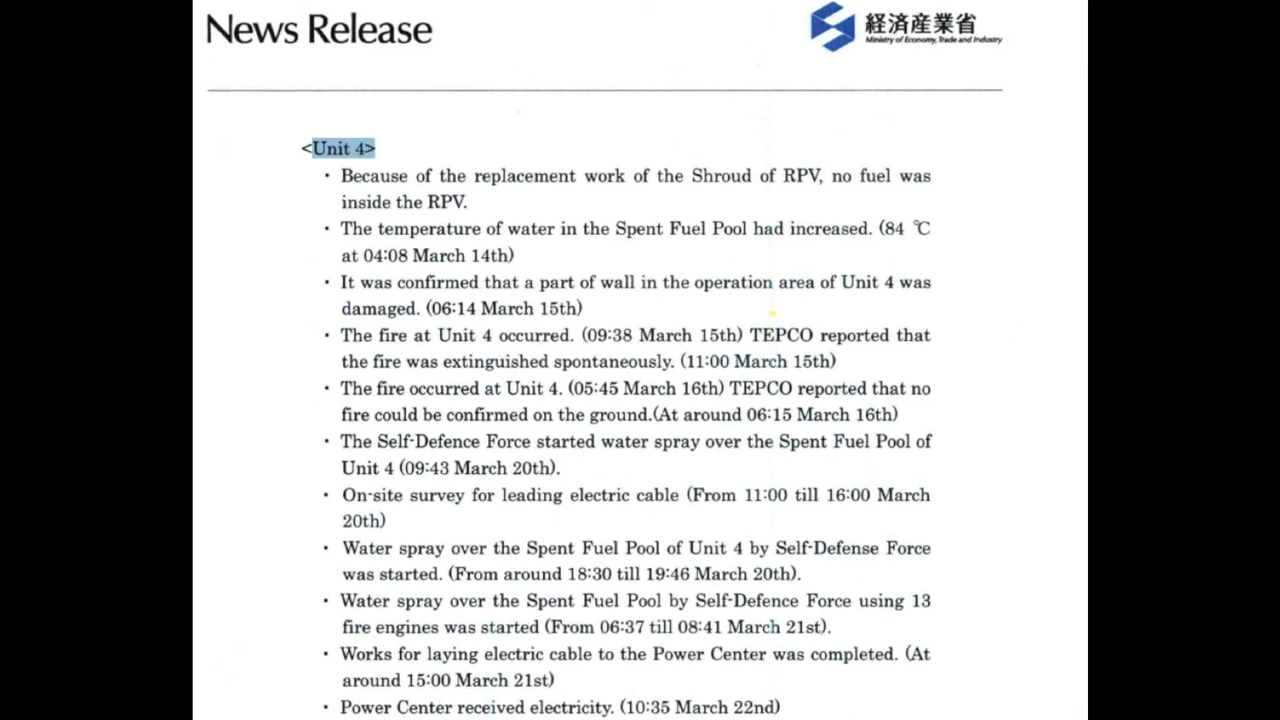 News Release
経済産業省
Ministry of Economy, Trade and Industry
<Unit 4>
・ Because of the replacement work of the Shroud of RPV, no fuel was
inside the RPV.
・ The temperature of water in the Spent Fuel Pool had increased. (84 ℃
at 04:08 March 14th)
・ It was confirmed that a part of wall in the operation area of Unit 4 was
damaged. (06:14 March 15th)
・ The fire at Unit 4 occurred. (09:38 March 15th) TEPCO reported that
the fire was extinguished spontaneously. (11:00 March 15th)
・ The fire occurred at Unit 4. (05:45 March 16th) TEPCO reported that no
fire could be confirmed on the ground.(At around 06:15 March 16th)
・ The Self-Defence Force started water spray over the Spent Fuel Pool of
Unit 4 (09:43 March 20th).
・ On-site survey for leading electric cable (From 11:00 till 16:00 March
20th)
・ Water spray over the Spent Fuel Pool of Unit 4 by Self-Defense Force
was started. (From around 18:30 till 19:46 March 20th).
・ Water spray over the Spent Fuel Pool by Self-Defence Force using 13
fire engines was started (From 06:37 till 08:41 March 21st).
・ Works for laying electric cable to the Power Center was completed. (At
around 15:00 March 21st)
・ Power Center received electricity. (10:35 March 22nd)